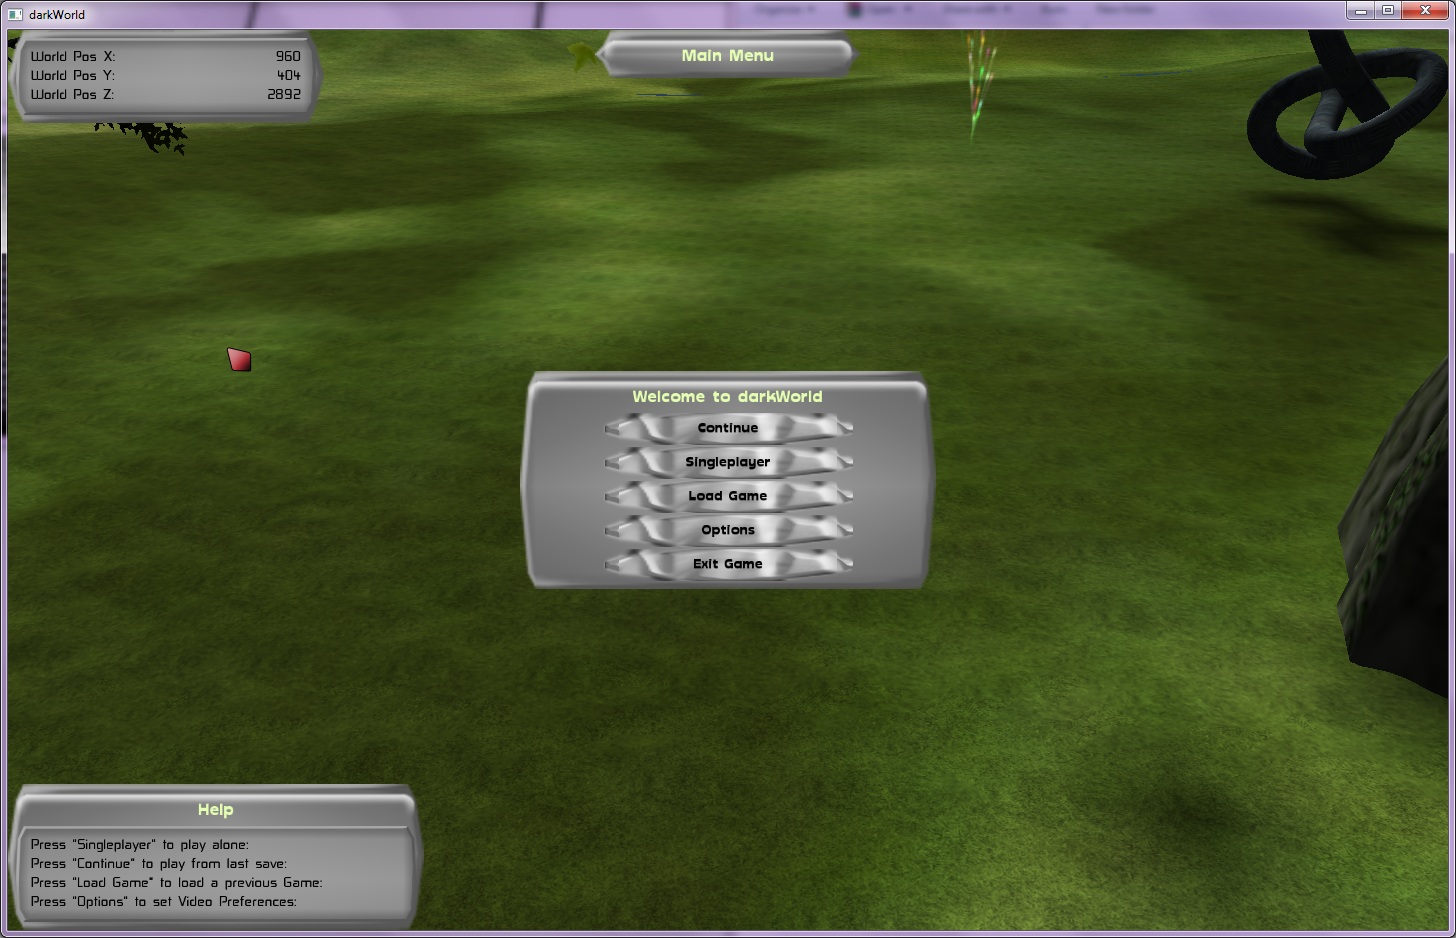 darkWorld
World Pos X: 960
World Pos Y: 404
World Pos Z: 2892
Main Menu
Welcome to darkWorld
Continue
Singleplayer
Load Game
Options
Exit Game
Help
Press "Singleplayer" to play alone:
Press "Continue" to play from last save:
Press "Load Game" to load a previous Game:
Press "Options" to set Video Preferences: